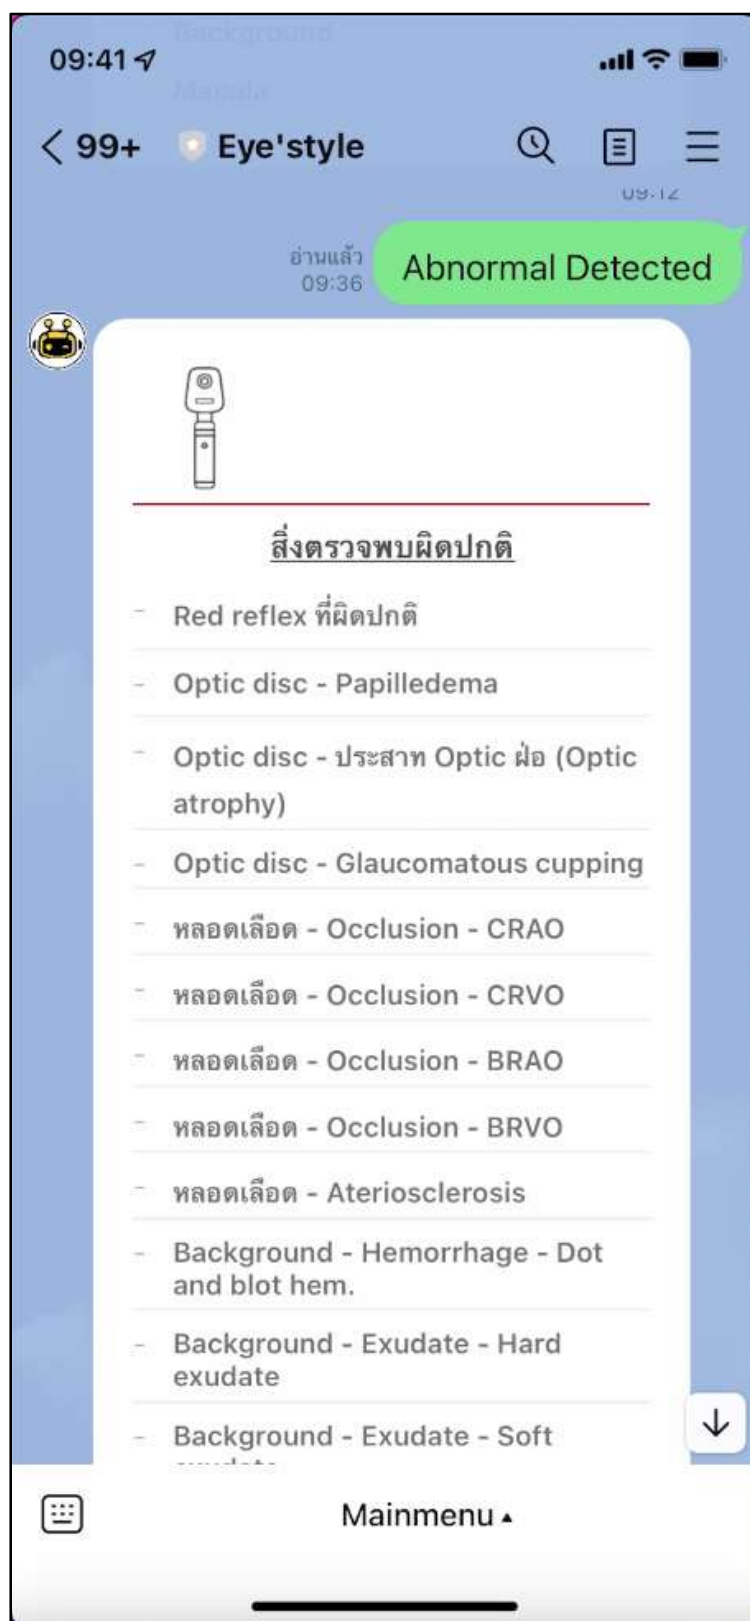 Background
Macula
09:41
99+ Eye'style
09:12
อ่านแล้ว
09:36
Abnormal Detected
สิ่งตรวจพบผิดปกติ
- Red reflex ที่ผิดปกติ
- Optic disc - Papilledema
- Optic disc - ประสาท Optic ฝ่อ (Optic
atrophy)
- Optic disc - Glaucomatous cupping
- หลอดเลือด - Occlusion - CRAO
- หลอดเลือด - Occlusion - CRVO
- หลอดเลือด - Occlusion - BRAO
- หลอดเลือด - Occlusion - BRVO
- หลอดเลือด - Ateriosclerosis
- Background - Hemorrhage - Dot
and blot hem.
- Background - Exudate - Hard
exudate
- Background - Exudate - Soft
Mainmenu ▴